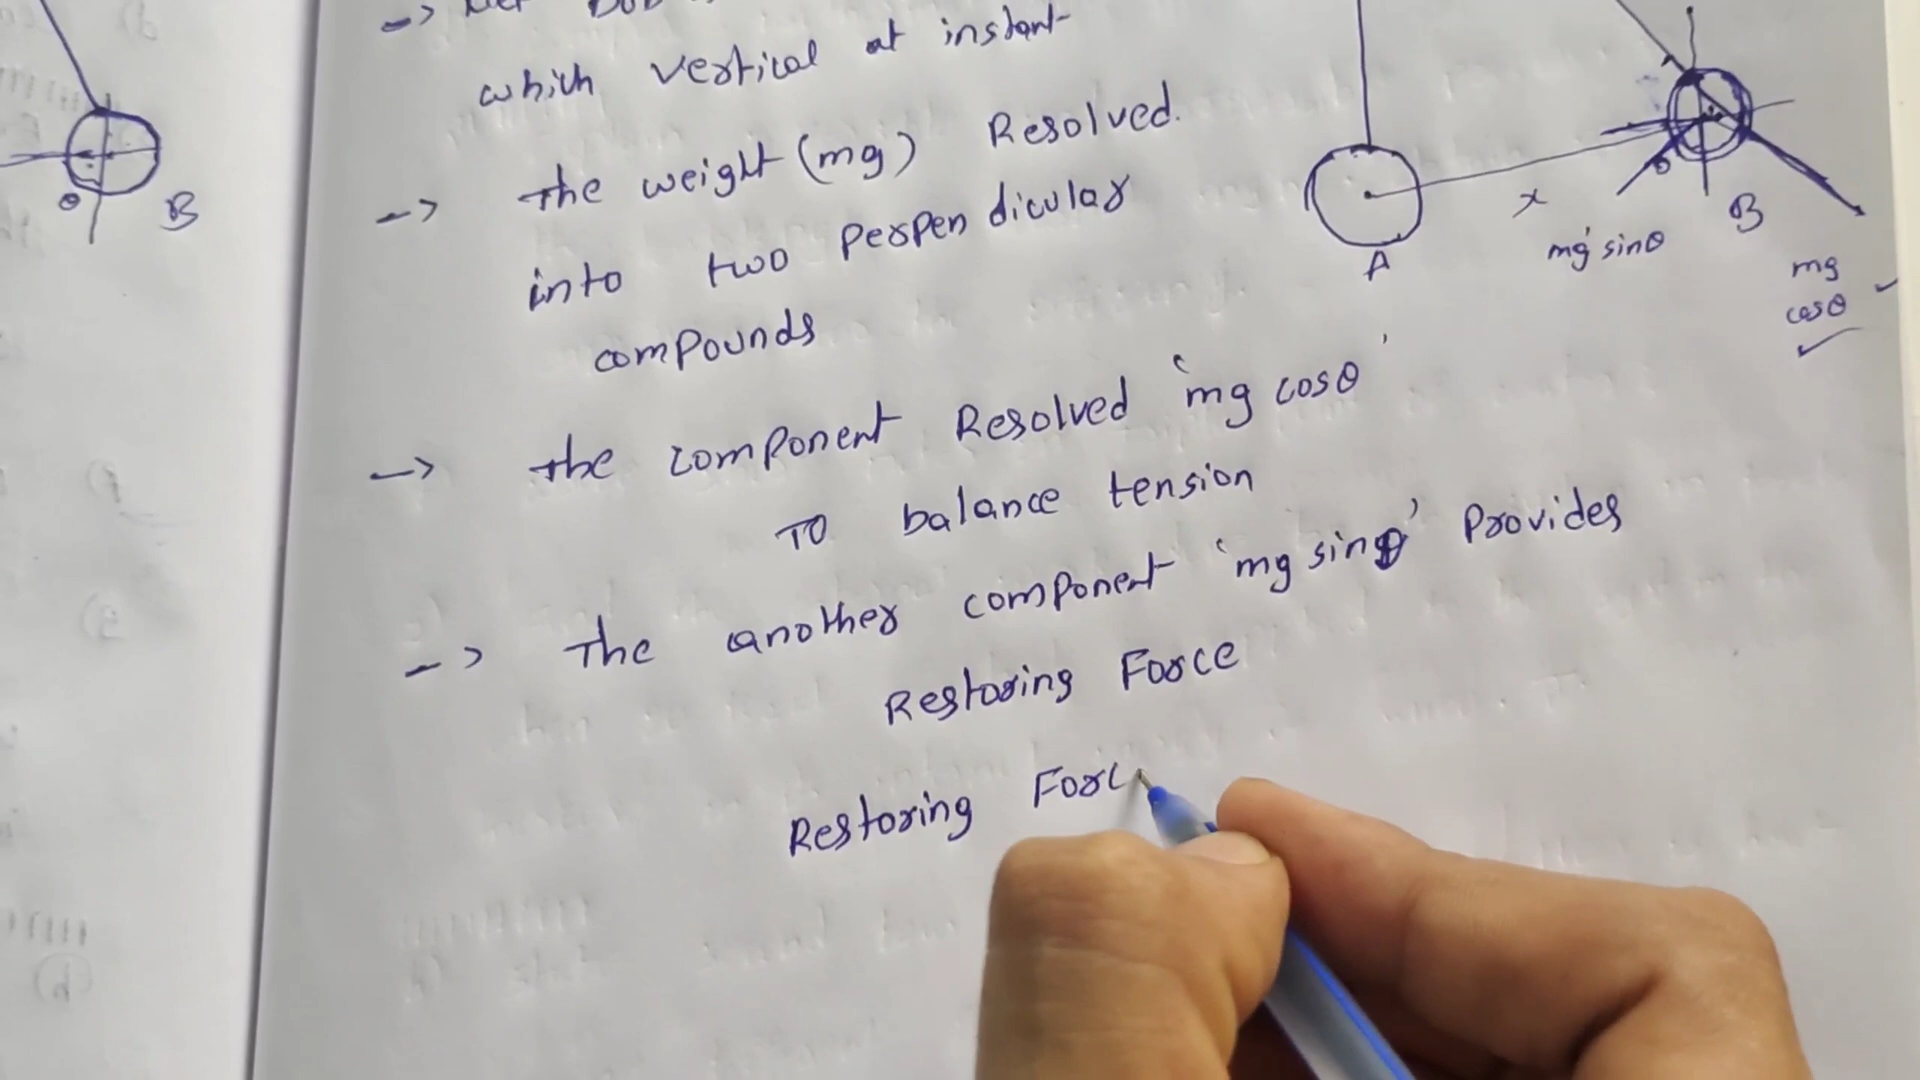 ->
which vertical at instant
-> the weight (mg) Resolved.
into two perpendicular
compounds
-> the component Resolved 'mg cosθ'
TO balance tension
-> The another component 'mg sinθ' Provides
Restoring Force
Restoring Forc
x
A
B
mg sinθ
mg
cosθ
θ
θ
B